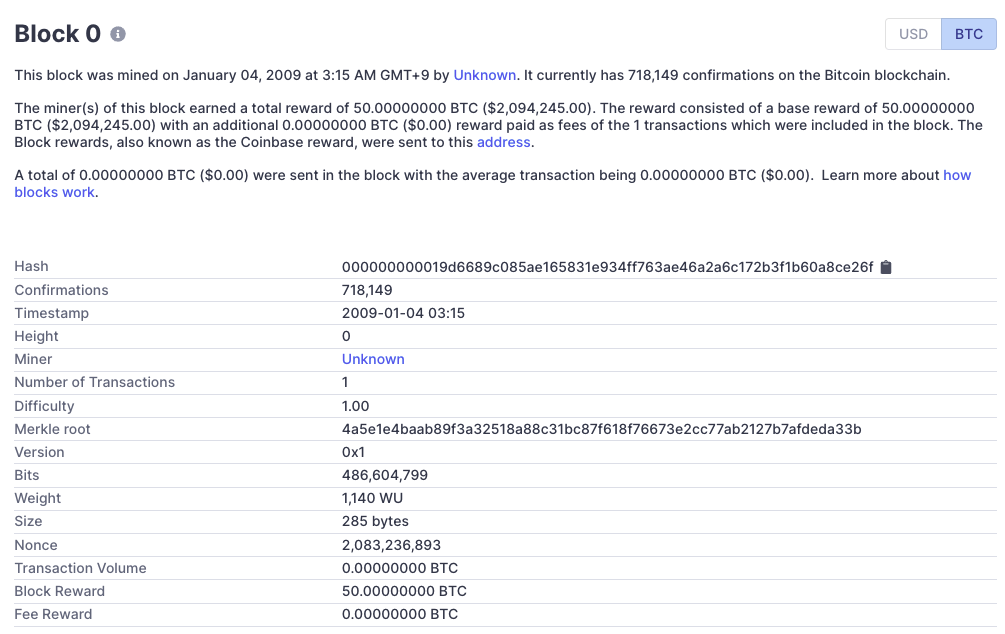 Block 0
USD BTC
This block was mined on January 04, 2009 at 3:15 AM GMT+9 by Unknown. It currently has 718,149 confirmations on the Bitcoin blockchain.
The miner(s) of this block earned a total reward of 50.00000000 BTC ($2,094,245.00). The reward consisted of a base reward of 50.00000000
BTC ($2,094,245.00) with an additional 0.00000000 BTC ($0.00) reward paid as fees of the 1 transactions which were included in the block. The
Block rewards, also known as the Coinbase reward, were sent to this address.
A total of 0.00000000 BTC ($0.00) were sent in the block with the average transaction being 0.00000000 BTC ($0.00). Learn more about how
blocks work.
Hash 000000000019d6689c085ae165831e934ff763ae46a2a6c172b3f1b60a8ce26f
Confirmations 718,149
Timestamp 2009-01-04 03:15
Height 0
Miner Unknown
Number of Transactions 1
Difficulty 1.00
Merkle root 4a5e1e4baab89f3a32518a88c31bc87f618f76673e2cc77ab2127b7afdeda33b
Version 0x1
Bits 486,604,799
Weight 1,140 WU
Size 285 bytes
Nonce 2,083,236,893
Transaction Volume 0.00000000 BTC
Block Reward 50.00000000 BTC
Fee Reward 0.00000000 BTC